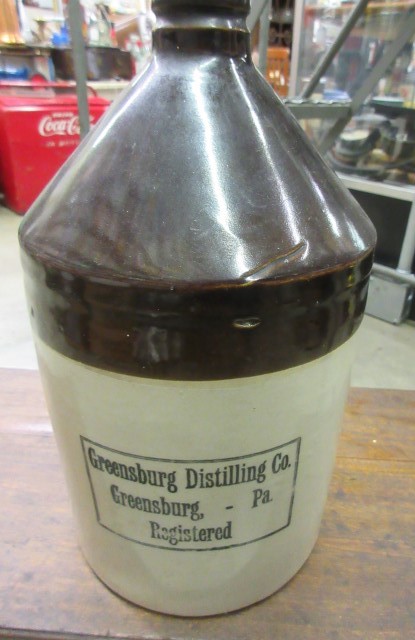 Coca-Cola
Greensburg Distilling Co.
Greensburg, - Pa.
Registered